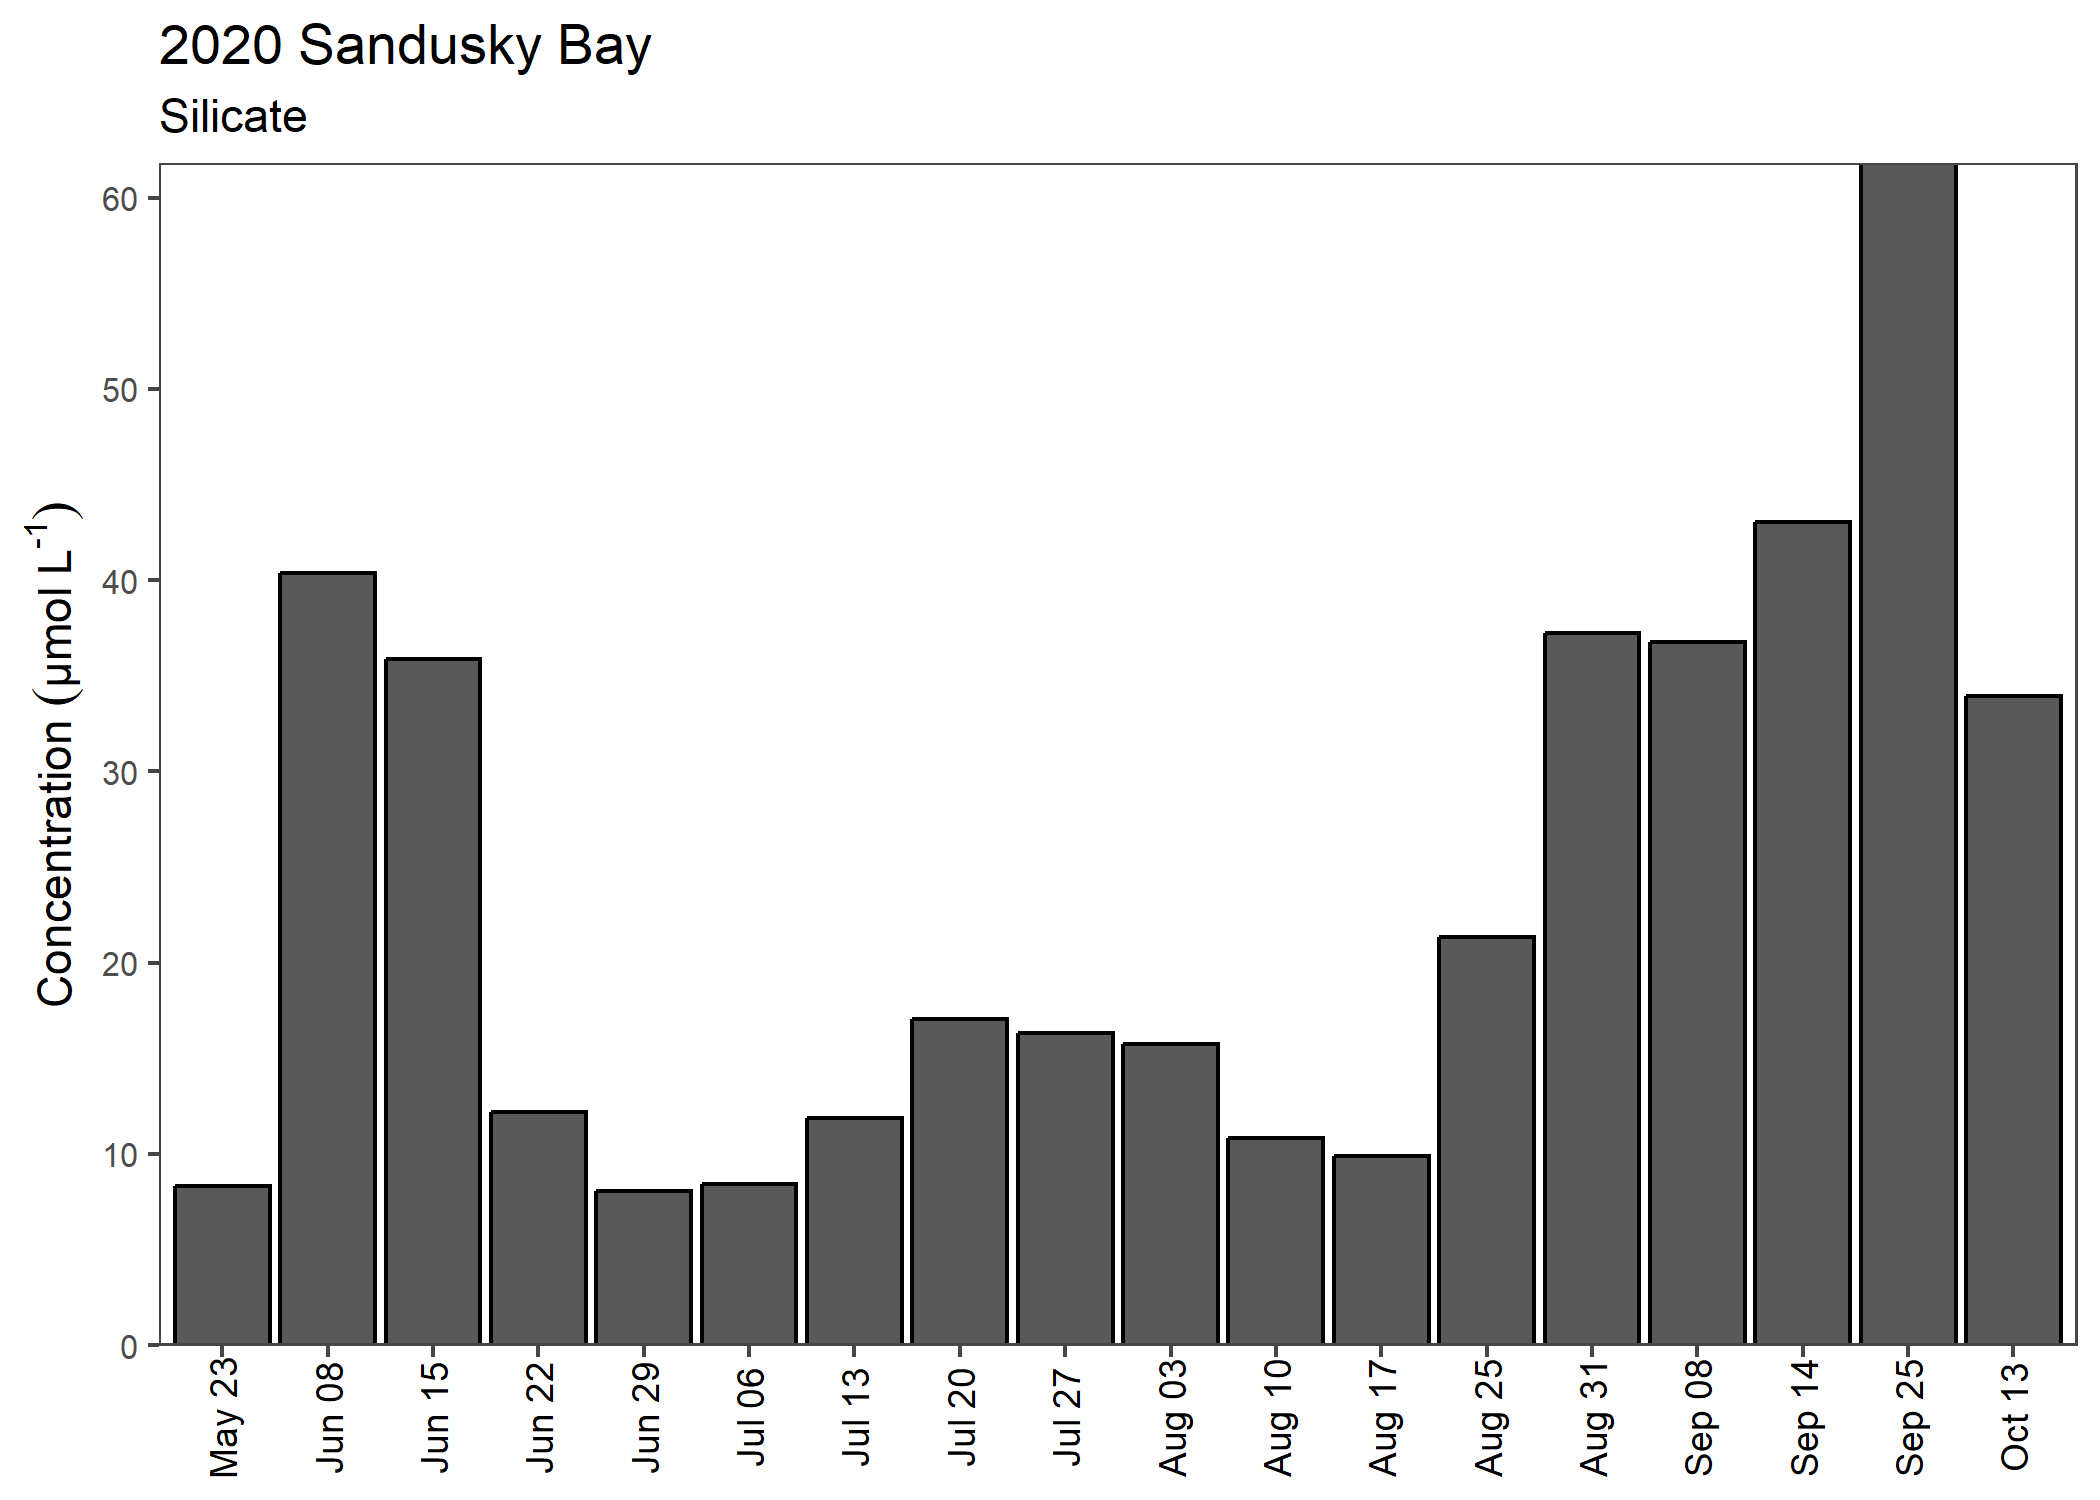 2020 Sandusky Bay
Silicate
Concentration (µmol L⁻¹)
60
50
40
30
20
10
0
May 23
Jun 08
Jun 15
Jun 22
Jun 29
Jul 06
Jul 13
Jul 20
Jul 27
Aug 03
Aug 10
Aug 17
Aug 25
Aug 31
Sep 08
Sep 14
Sep 25
Oct 13